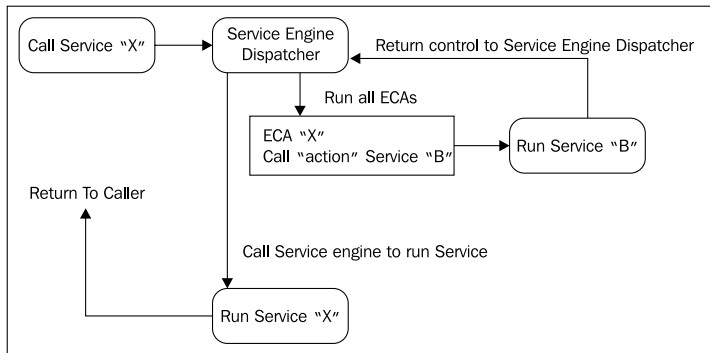 Call Service “X”
Service Engine
Dispatcher
Return control to Service Engine Dispatcher
Run all ECAs
ECA “X”
Call “action” Service “B”
Run Service “B”
Return To Caller
Call Service engine to run Service
Run Service “X”